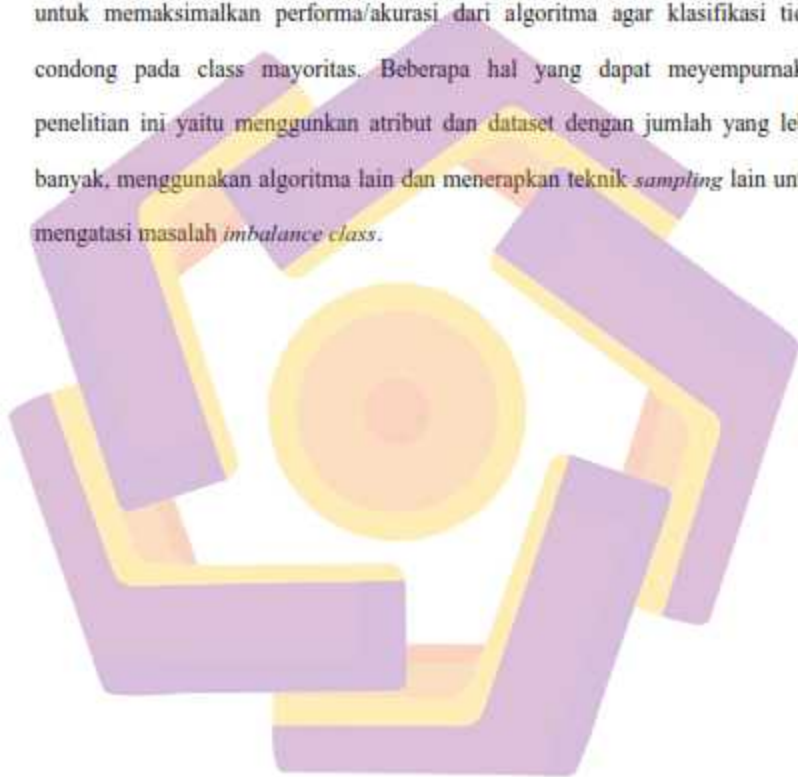 untuk memaksimalkan performa/akurasi dari algoritma agar klasifikasi
condong pada class mayoritas. Beberapa hal yang dapat
penelitian ini yaitu menggunkan atribut dan dataset dengan jumlah yang
banyak, menggunakan algoritma lain dan menerapkan teknik sampling lain
mengatasi masalah imbalance class.